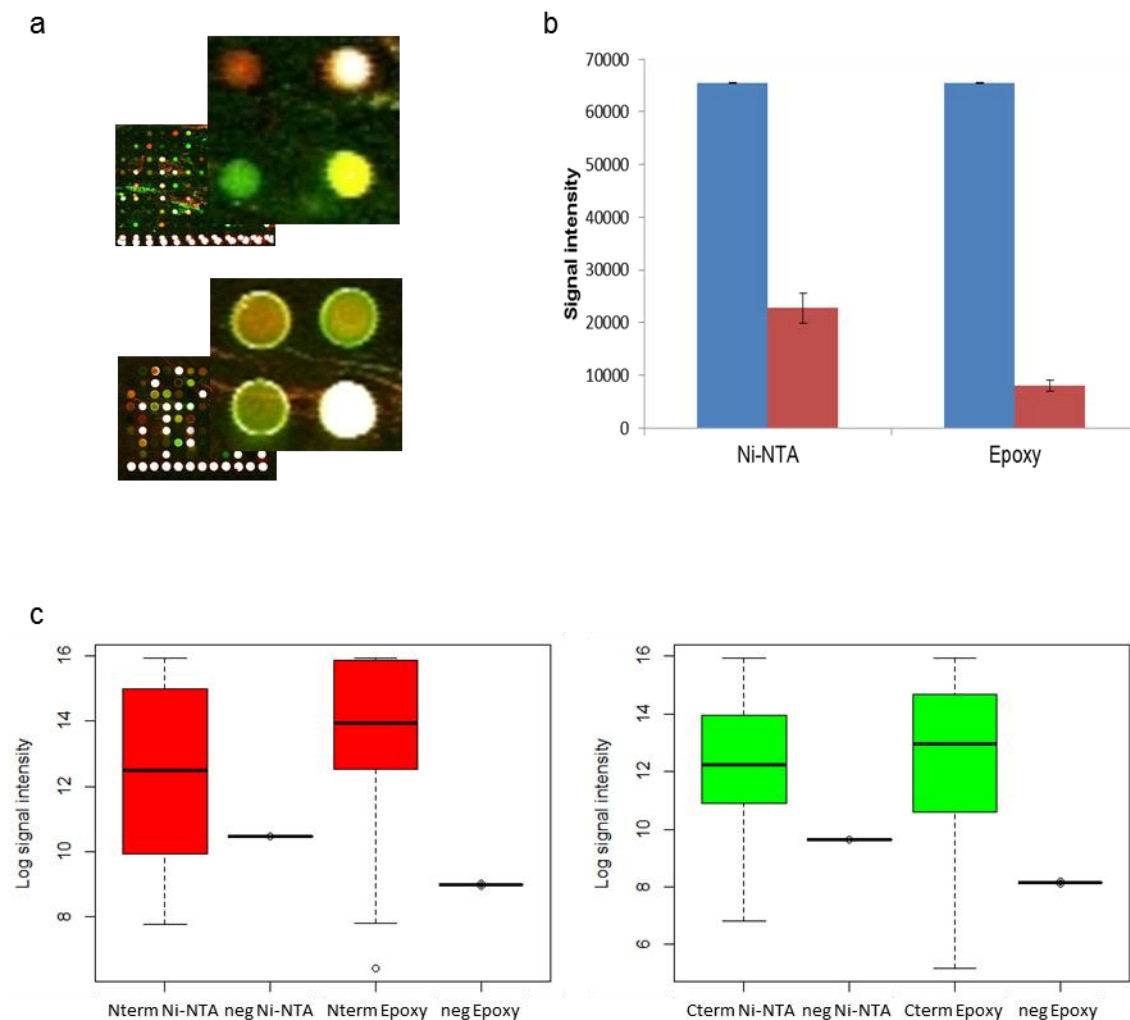 a
b
70000
60000
50000
40000
30000
20000
10000
0
Signal intensity
Ni-NTA Epoxy
c
16
14
12
10
8
Log signal intensity
Nterm Ni-NTA neg Ni-NTA Nterm Epoxy neg Epoxy
16
14
12
10
8
6
Log signal intensity
Cterm Ni-NTA neg Ni-NTA Cterm Epoxy neg Epoxy